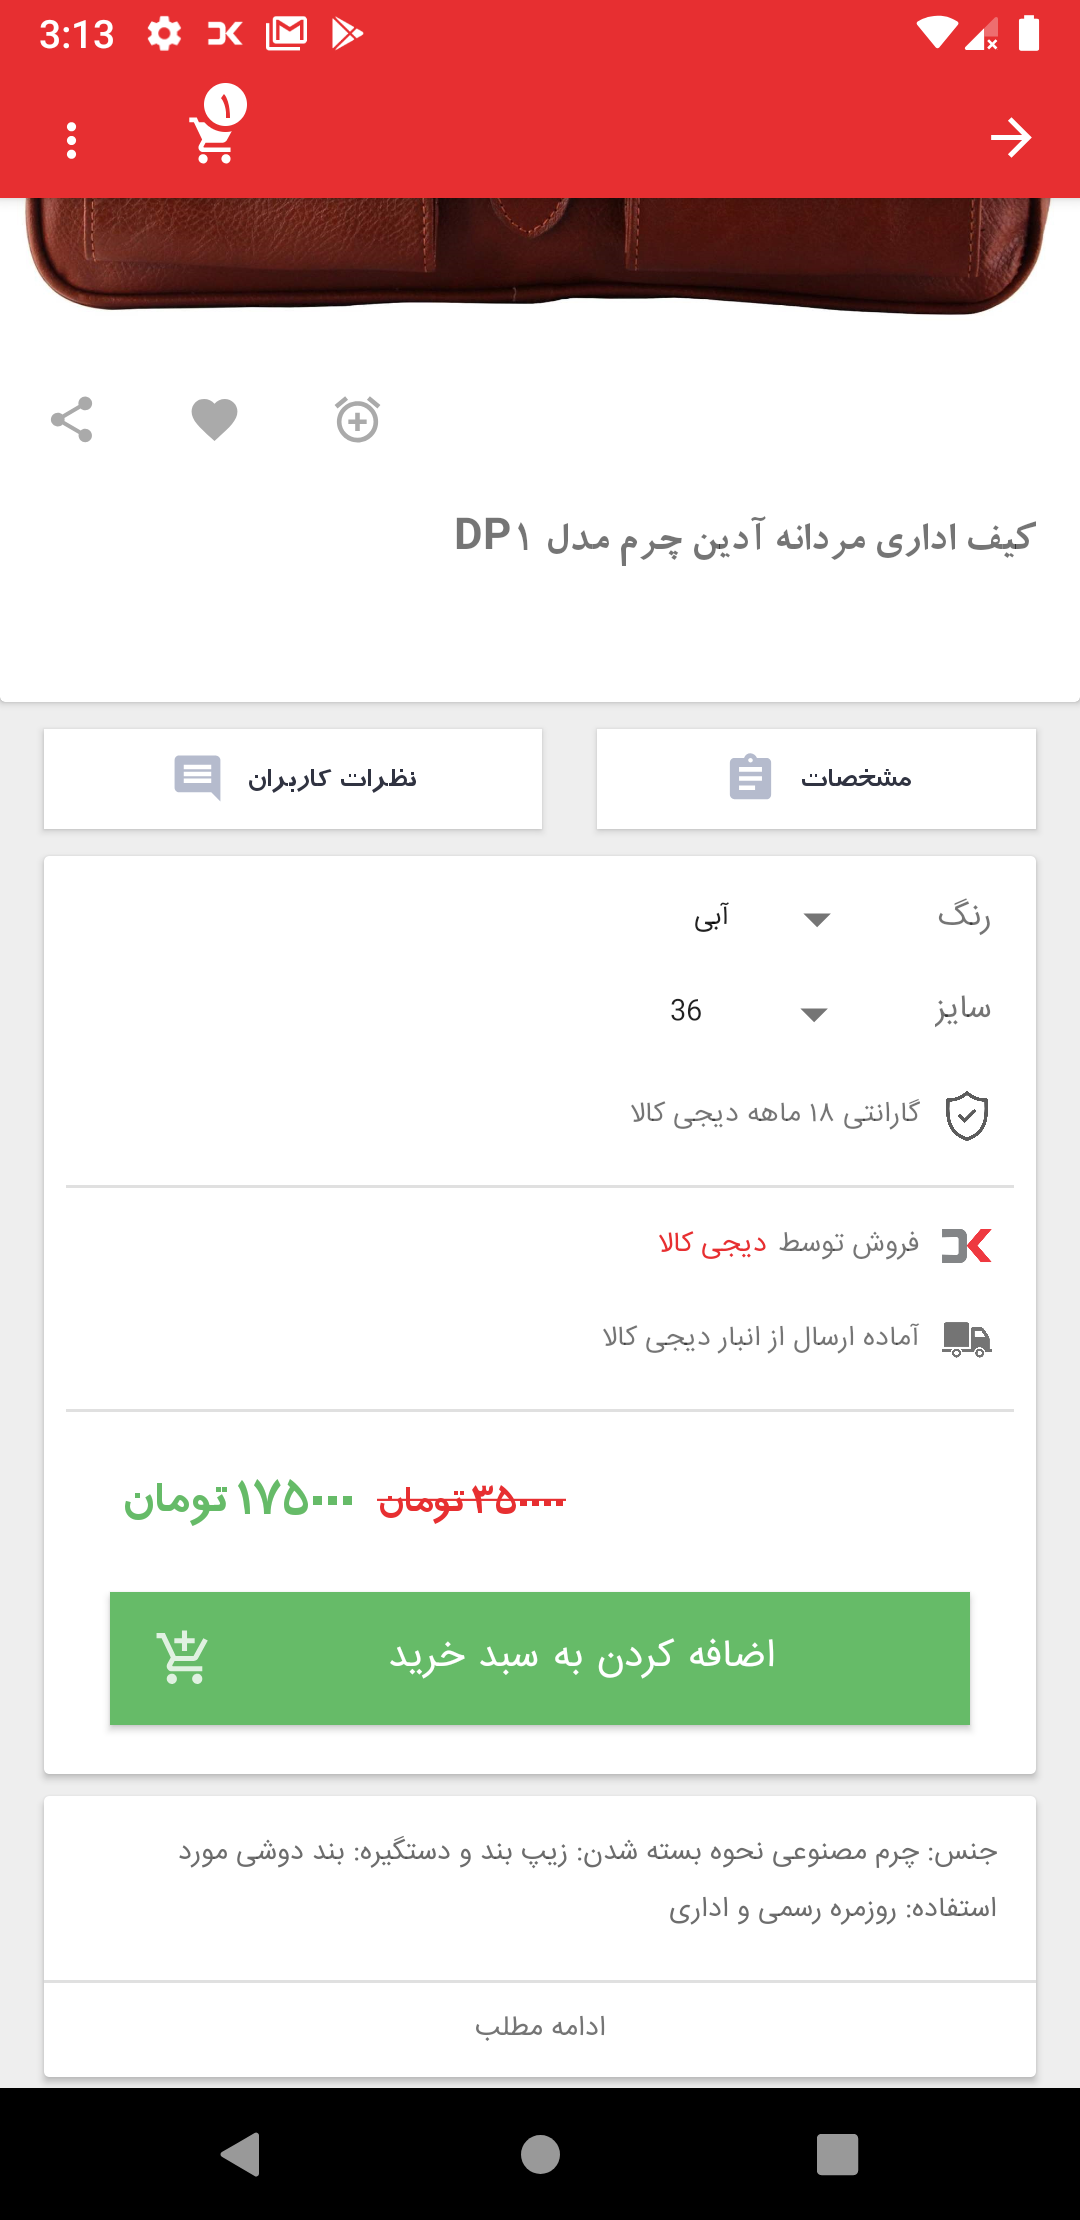 3:13
۱
کیف اداری مردانه آدین چرم مدل DP۱
مشخصات
نظرات کاربران
رنگ
آبی
سایز
36
گارانتی ۱۸ ماهه دیجی کالا
فروش توسط دیجی کالا
آماده ارسال از انبار دیجی کالا
۳۵۰۰۰۰ تومان
۱۷۵۰۰۰ تومان
اضافه کردن به سبد خرید
جنس: چرم مصنوعی نحوه بسته شدن: زیپ بند و دستگیره: بند دوشی مورد
استفاده: روزمره رسمی و اداری
ادامه مطلب